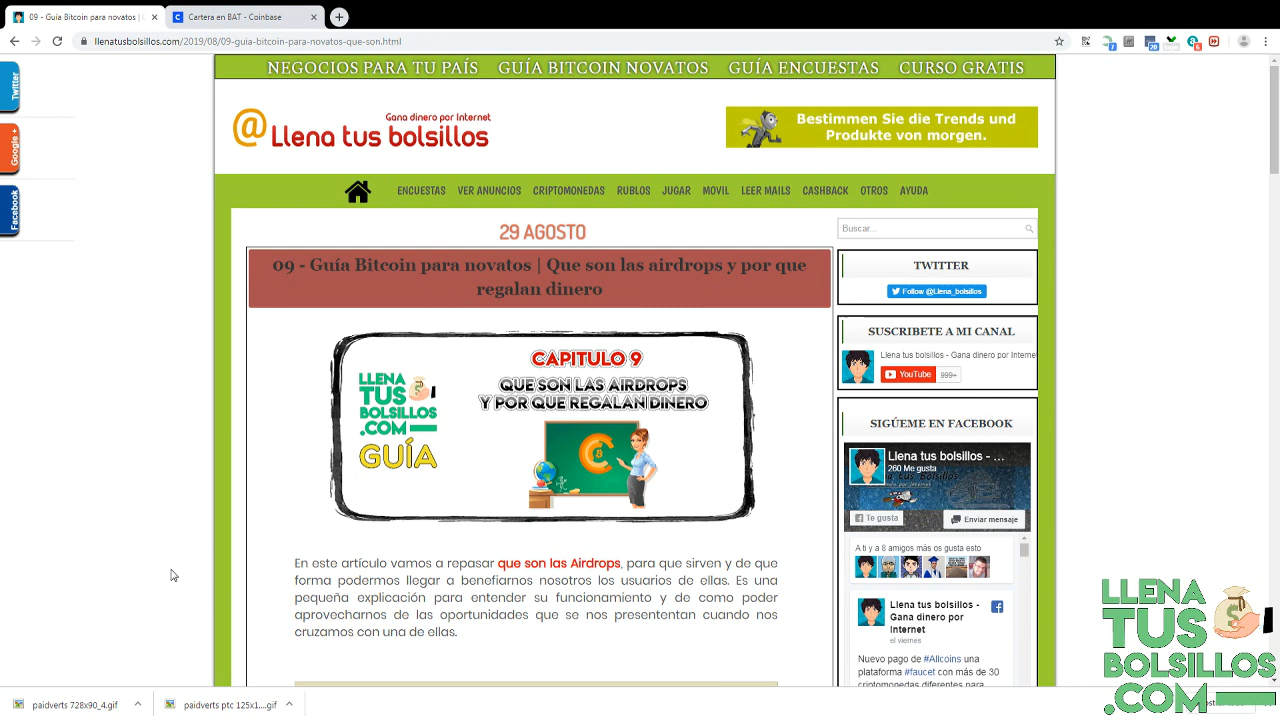 09 - Guía Bitcoin para novatos | L
Cartera en BAT - Coinbase
llenatusbolsillos.com/2019/08/09-guia-bitcoin-para-novatos-que-son.html
Twitter
Google +
Facebook
NEGOCIOS PARA TU PAÍS GUÍA BITCOIN NOVATOS GUÍA ENCUESTAS CURSO GRATIS
Gana dinero por Internet
@Llena tus bolsillos
Bestimmen Sie die Trends und
Produkte von morgen.
ENCUESTAS VER ANUNCIOS CRIPTOMONEDAS RUBLOS JUGAR MOVIL LEER MAILS CASHBACK OTROS AYUDA
29 AGOSTO
09 - Guía Bitcoin para novatos | Que son las airdrops y por que
regalan dinero
CAPITULO 9
QUE SON LAS AIRDROPS
Y POR QUE REGALAN DINERO
LLENA
TUS
BOLSILLOS
.COM
GUÍA
En este artículo vamos a repasar que son las Airdrops, para que sirven y de que
forma podermos llegar a benefiarnos nosotros los usuarios de ellas. Es una
pequeña explicación para entender su funcionamiento y de como poder
aprovecharnos de las oportunidades que se nos presentantan cuando nos
cruzamos con una de ellas.
Buscar...
TWITTER
Follow @Llena_bolsillos
SUSCRIBETE A MI CANAL
Llena tus bolsillos - Gana dinero por Interne
YouTube 999+
SIGÚEME EN FACEBOOK
Llena tus bolsillos - ...
260 Me gusta
Te gusta
Enviar mensaje
A ti y a 8 amigos más os gusta esto
Llena tus bolsillos -
Gana dinero por
Internet
el viernes
Nuevo pago de #Allcoins una
plataforma #faucet con más de 30
criptomonedas diferentes para
LLENA
TUS
BOLSILLOS
.COM
paidverts 728x90_4.gif
paidverts ptc 125x1....gif